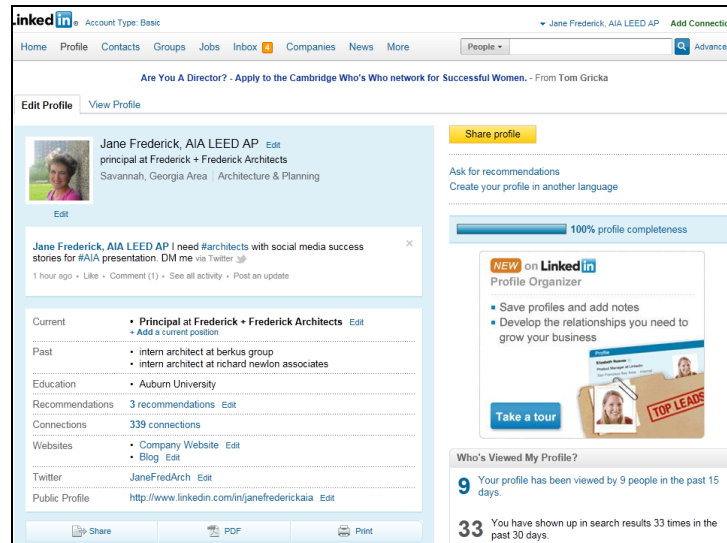 Linked in® Account Type: Basic
Jane Frederick, AIA LEED AP Add Connectio
Home Profile Contacts Groups Jobs Inbox 4 Companies News More People Advance
Are You A Director? - Apply to the Cambridge Who's Who network for Successful Women. - From Tom Gricka
Edit Profile View Profile
Jane Frederick, AIA LEED AP Edit
principal at Frederick + Frederick Architects
Savannah, Georgia Area | Architecture & Planning
Edit
Jane Frederick, AIA LEED AP I need #architects with social media success
stories for #AIA presentation. DM me via Twitter
1 hour ago • Like • Comment (1) • See all activity • Post an update
Current • Principal at Frederick + Frederick Architects Edit
+ Add a current position
Past • intern architect at berkus group
• intern architect at richard newlon associates
Education • Auburn University
Recommendations 3 recommendations Edit
Connections 339 connections
Websites • Company Website Edit
• Blog Edit
Twitter JaneFredArch Edit
Public Profile http://www.linkedin.com/in/janefrederickaia Edit
Share PDF Print
Share profile
Ask for recommendations
Create your profile in another language
100% profile completeness
NEW on Linked in
Profile Organizer
▪ Save profiles and add notes
▪ Develop the relationships you need to
grow your business
Profile
TOP LEADS
Take a tour
Who's Viewed My Profile?
9 Your profile has been viewed by 9 people in the past 15
days.
33 You have shown up in search results 33 times in the
past 30 days.